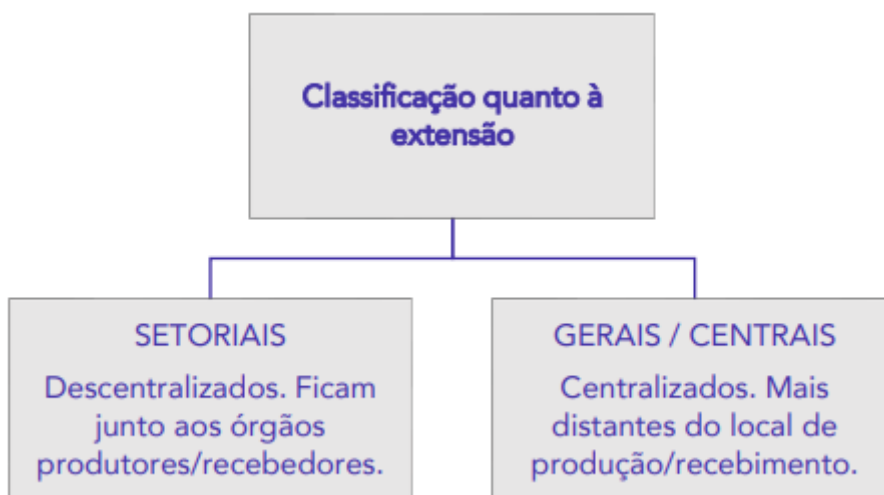 Classificação quanto à
extensão
SETORIAIS
Descentralizados. Ficam
junto aos órgãos
produtores/recebedores.
GERAIS / CENTRAIS
Centralizados. Mais
distantes do local de
produção/recebimento.